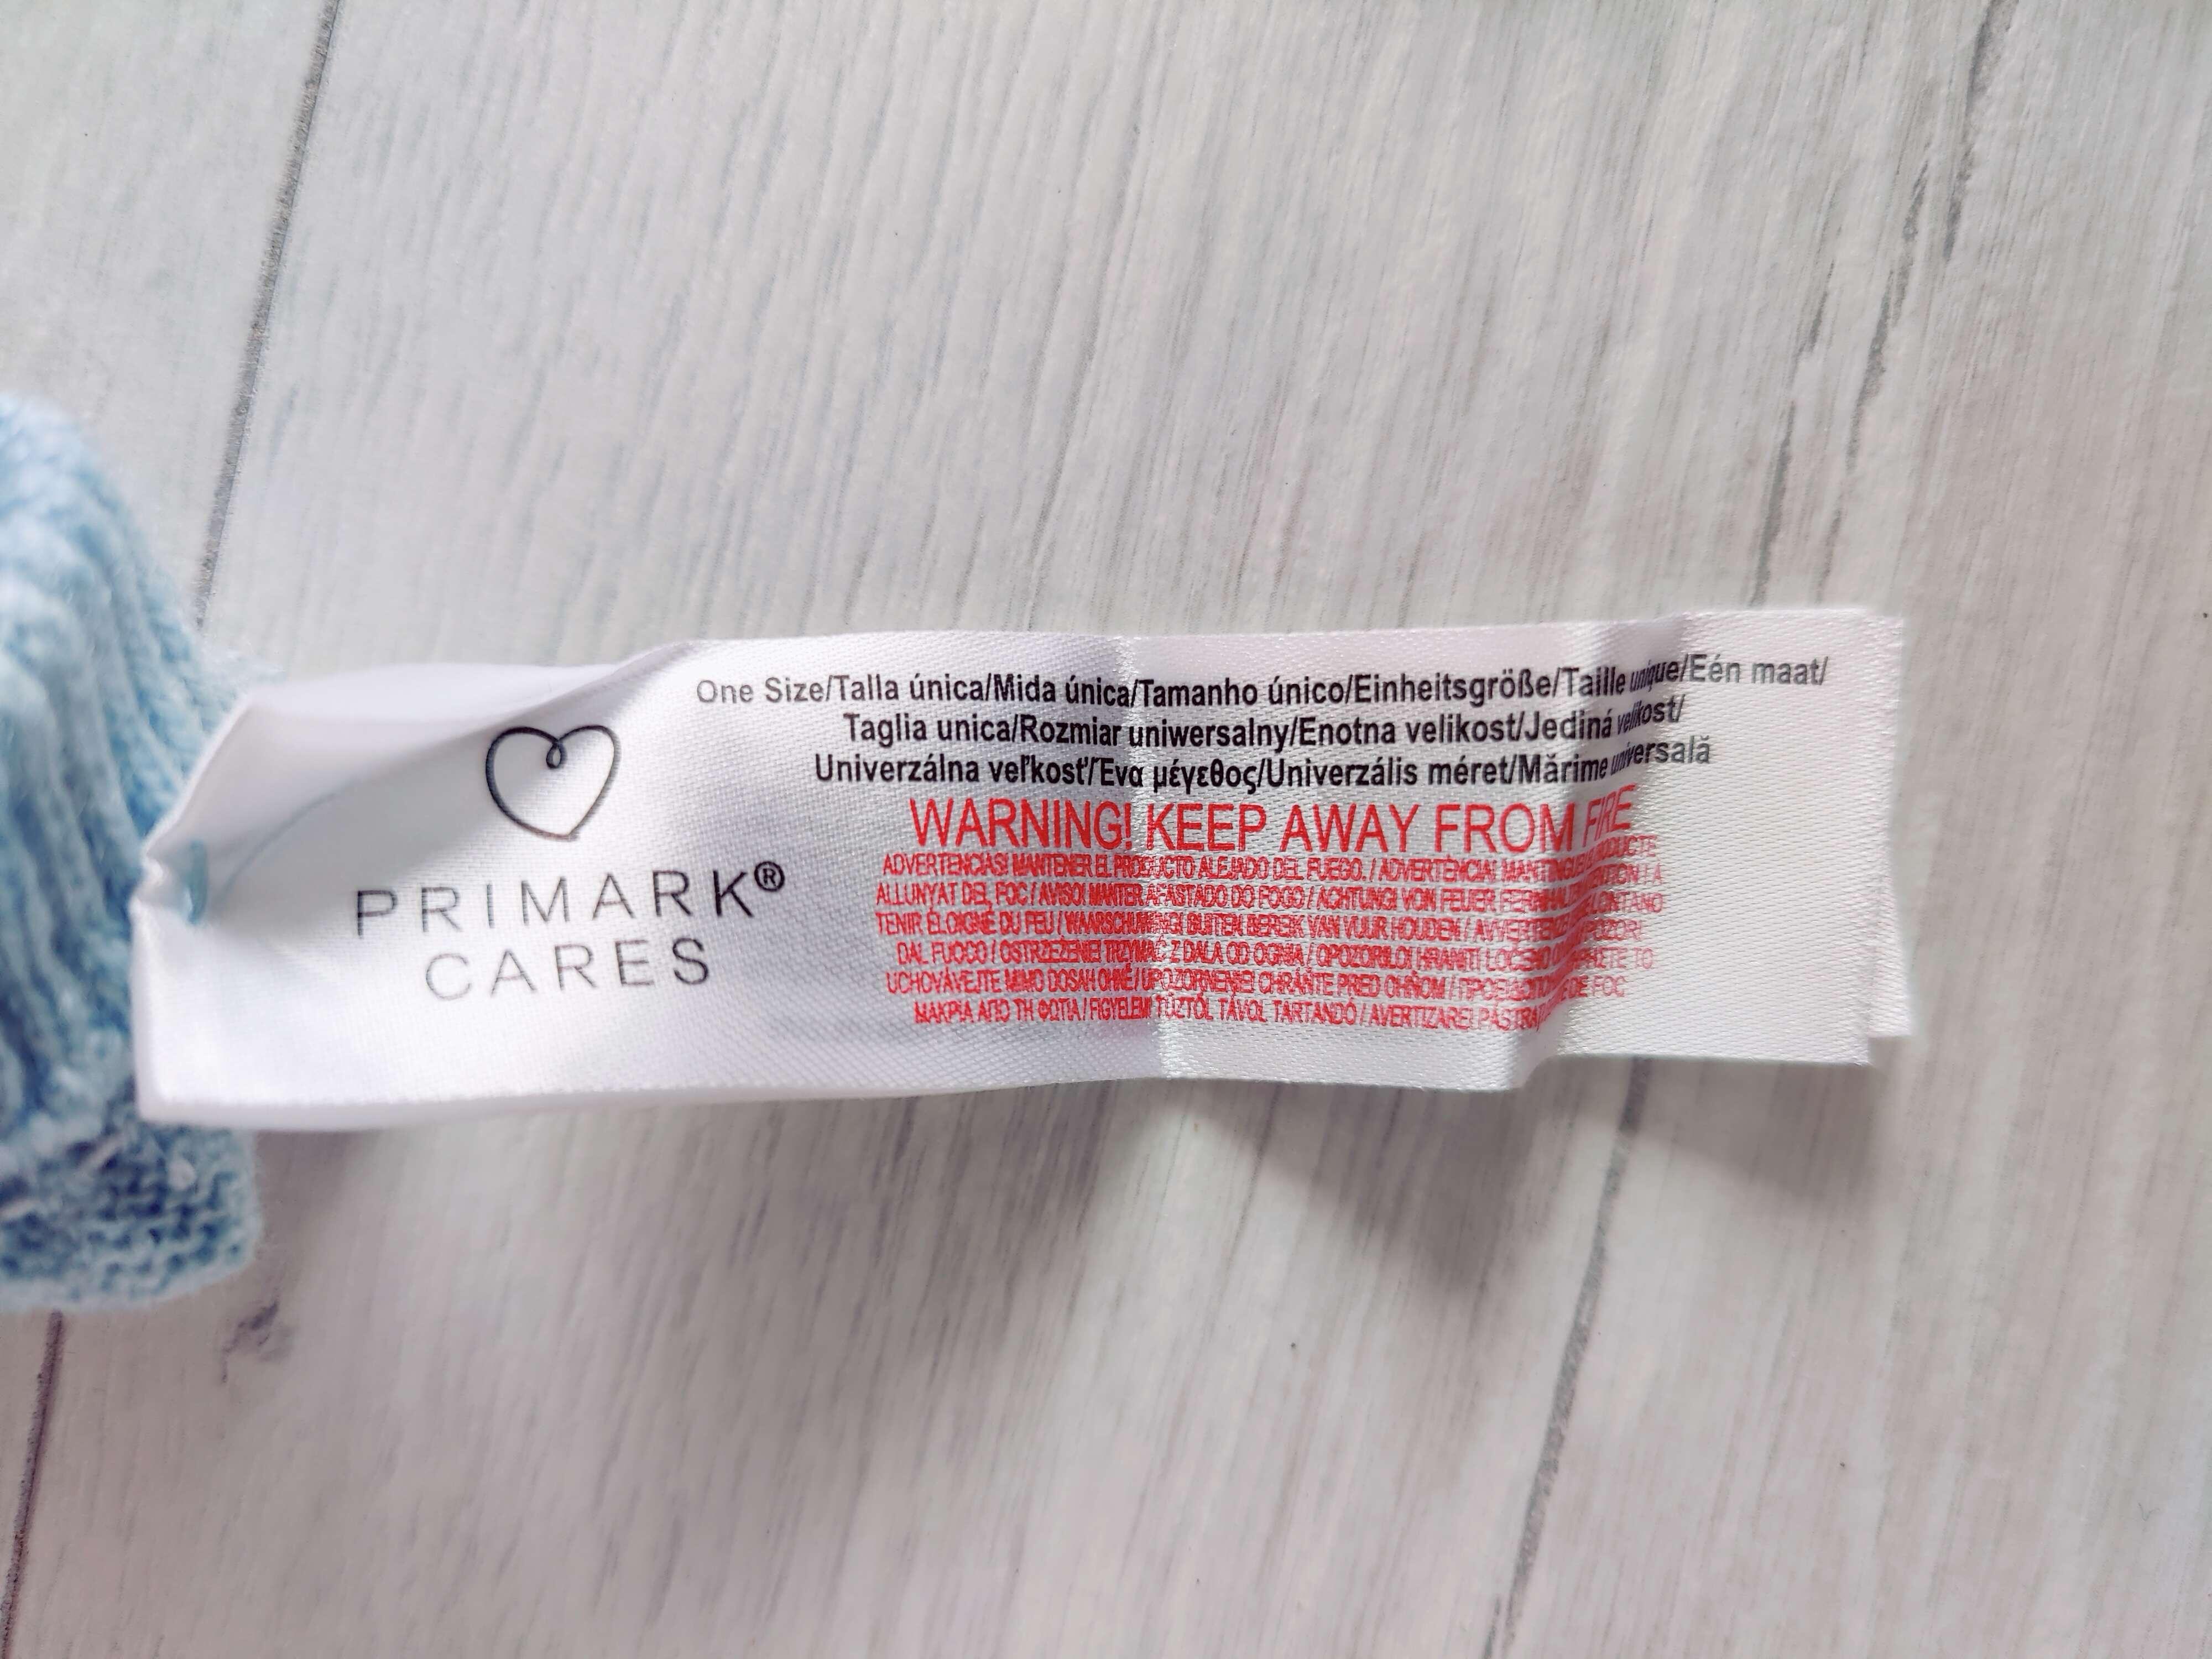 PRIMARK®
CARES
One Size/Talla única/Mida única/Tamanho único/Einheitsgröße/Taille unique/Eén maat/
Taglia unica/Rozmiar uniwersalny/Enotna velikost/Jediná velikost/
Univerzálna veľkosť/Ένα μέγεθος/Univerzális méret/Mărime universală
WARNING! KEEP AWAY FROM FIRE
ADVERTENCIAS! MANTENER EL PRODUCTO ALEJADO DEL FUEGO. / ADVERTÈNCIA!
ALLUNYAT DEL FOC / AVISO! MANTER AFASTADO DO FOGO / ACHTUNG! VON FEUER
TENIR ÉLOIGNÉ DU FEU / WAARSCHUWING! BUITEN BEREIK VAN VUUR HOUDEN /
DAL FUOCO / OSTRZEŻENIE! TRZYMAĆ Z DALA OD OGNIA / OPOZORILO! HRANITI
UCHOVÁVEJTE MIMO DOSAH OHNĚ / UPOZORNENIE! CHRÁŇTE PRED OHŇOM / DE FOC
ΜΑΚΡΙΑ ΑΠΟ ΤΗ ΦΩΤΙΑ / FIGYELEM! TŰZTŐL TÁVOL TARTANDÓ /